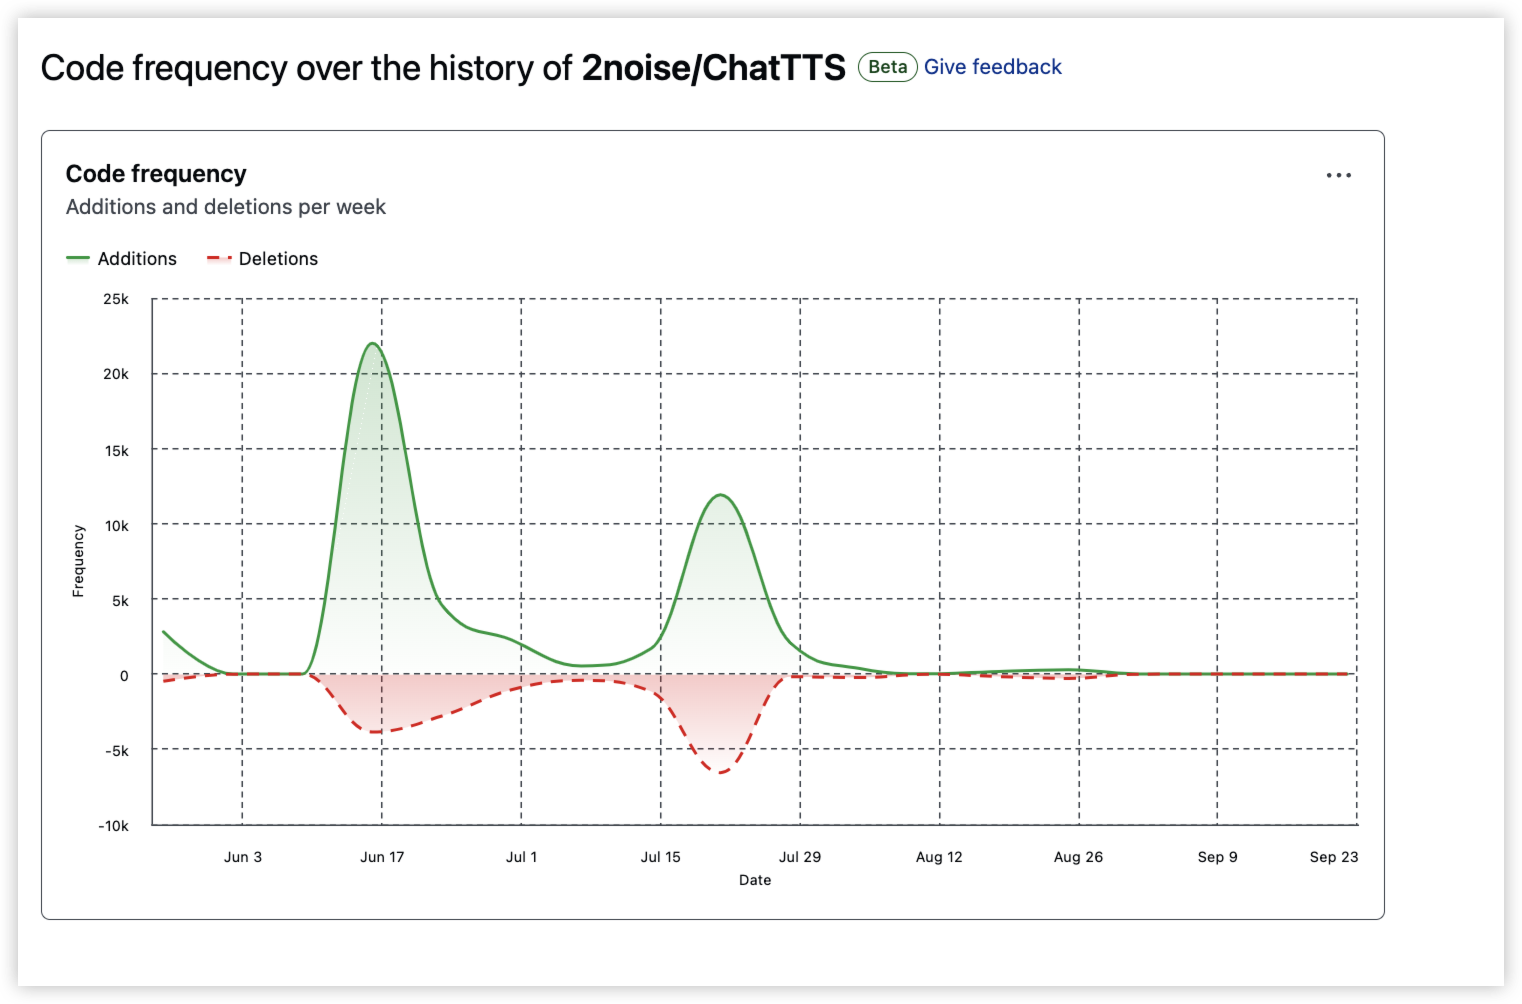 Code frequency over the history of 2noise/ChatTTS Beta Give feedback
Code frequency
Additions and deletions per week
Additions Deletions
25k
20k
15k
10k
5k
0
-5k
-10k
Frequency
Jun 3 Jun 17 Jul 1 Jul 15 Jul 29 Aug 12 Aug 26 Sep 9 Sep 23
Date